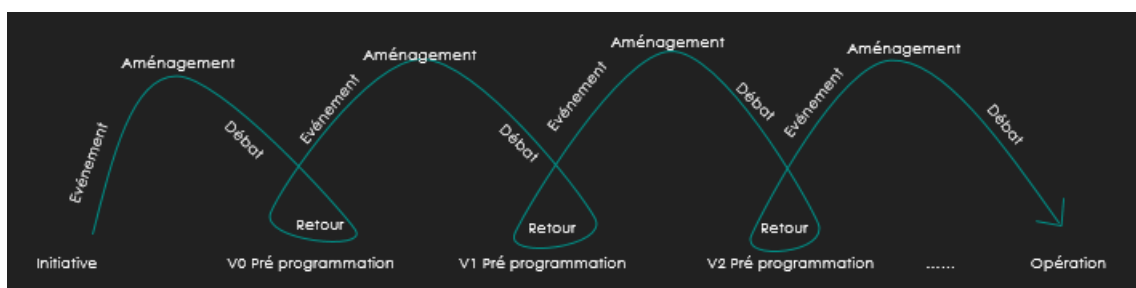 Evénement
Aménagement
Débat
Retour
Evénement
Aménagement
Débat
Retour
Evénement
Aménagement
Débat
Retour
Evénement
Aménagement
Débat
Initiative
V0 Pré programmation
V1 Pré programmation
V2 Pré programmation
......
Opération